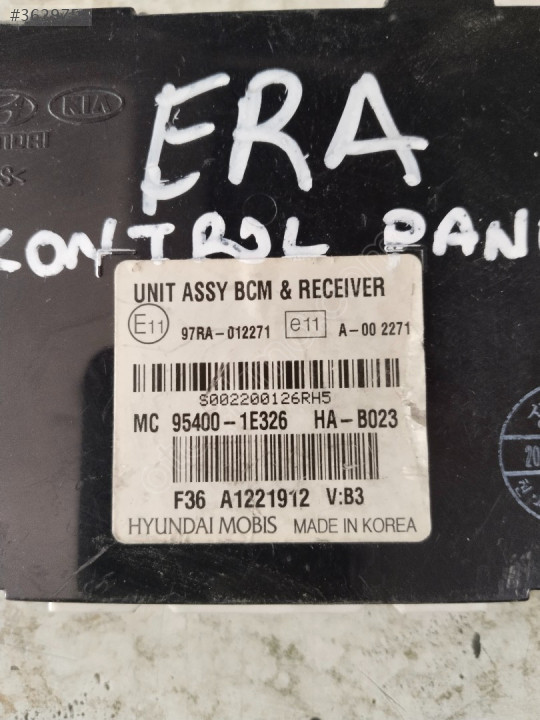 KIA
ERA
KONTROL PAN
UNIT ASSY BCM & RECEIVER
E11 97RA-012271 e11 A-00 2271
S002200126RH5
MC 95400-1E326 HA-B023
F36 A1221912 V:B3
HYUNDAI MOBIS MADE IN KOREA